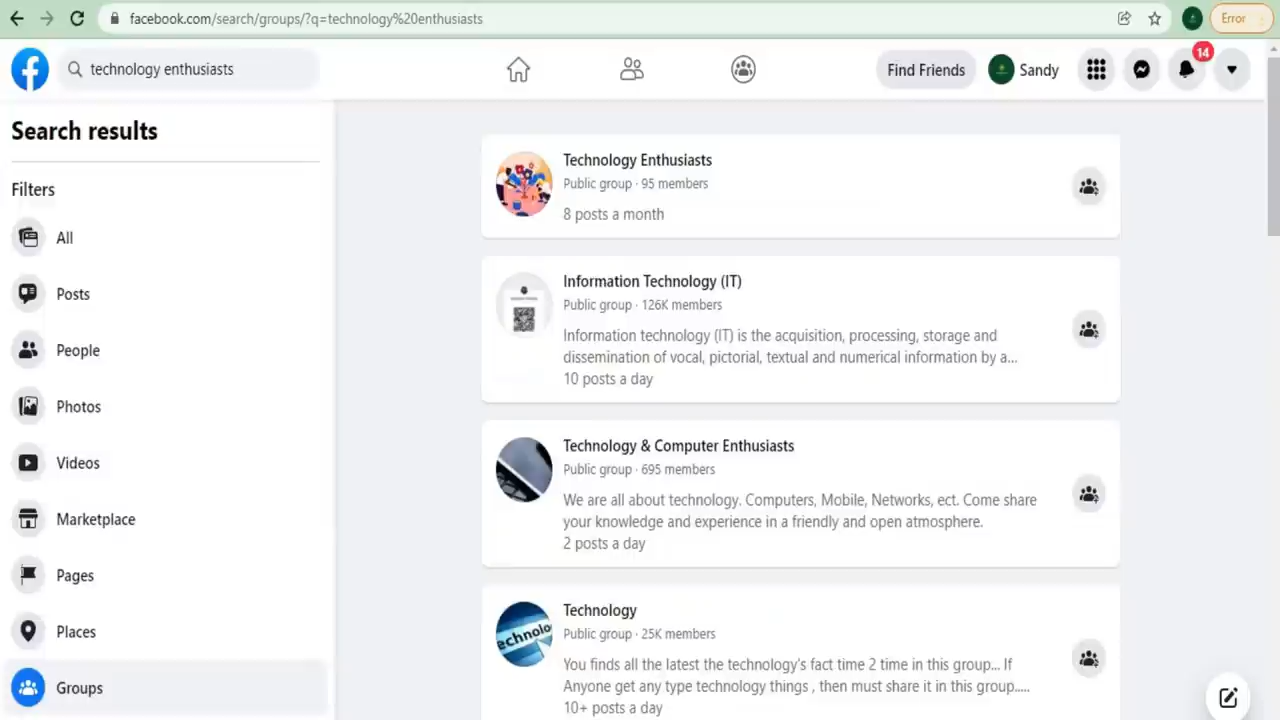 facebook.com/search/groups/?q=technology%20enthusiasts
Error
technology enthusiasts
Find Friends
Sandy
14
Search results
Filters
All
Posts
People
Photos
Videos
Marketplace
Pages
Places
Groups
Technology Enthusiasts
Public group · 95 members
8 posts a month
Information Technology (IT)
Public group · 126K members
Information technology (IT) is the acquisition, processing, storage and
dissemination of vocal, pictorial, textual and numerical information by a...
10 posts a day
Technology & Computer Enthusiasts
Public group · 695 members
We are all about technology. Computers, Mobile, Networks, ect. Come share
your knowledge and experience in a friendly and open atmosphere.
2 posts a day
echnolo
Technology
Public group · 25K members
You finds all the latest the technology's fact time 2 time in this group... If
Anyone get any type technology things , then must share it in this group.....
10+ posts a day